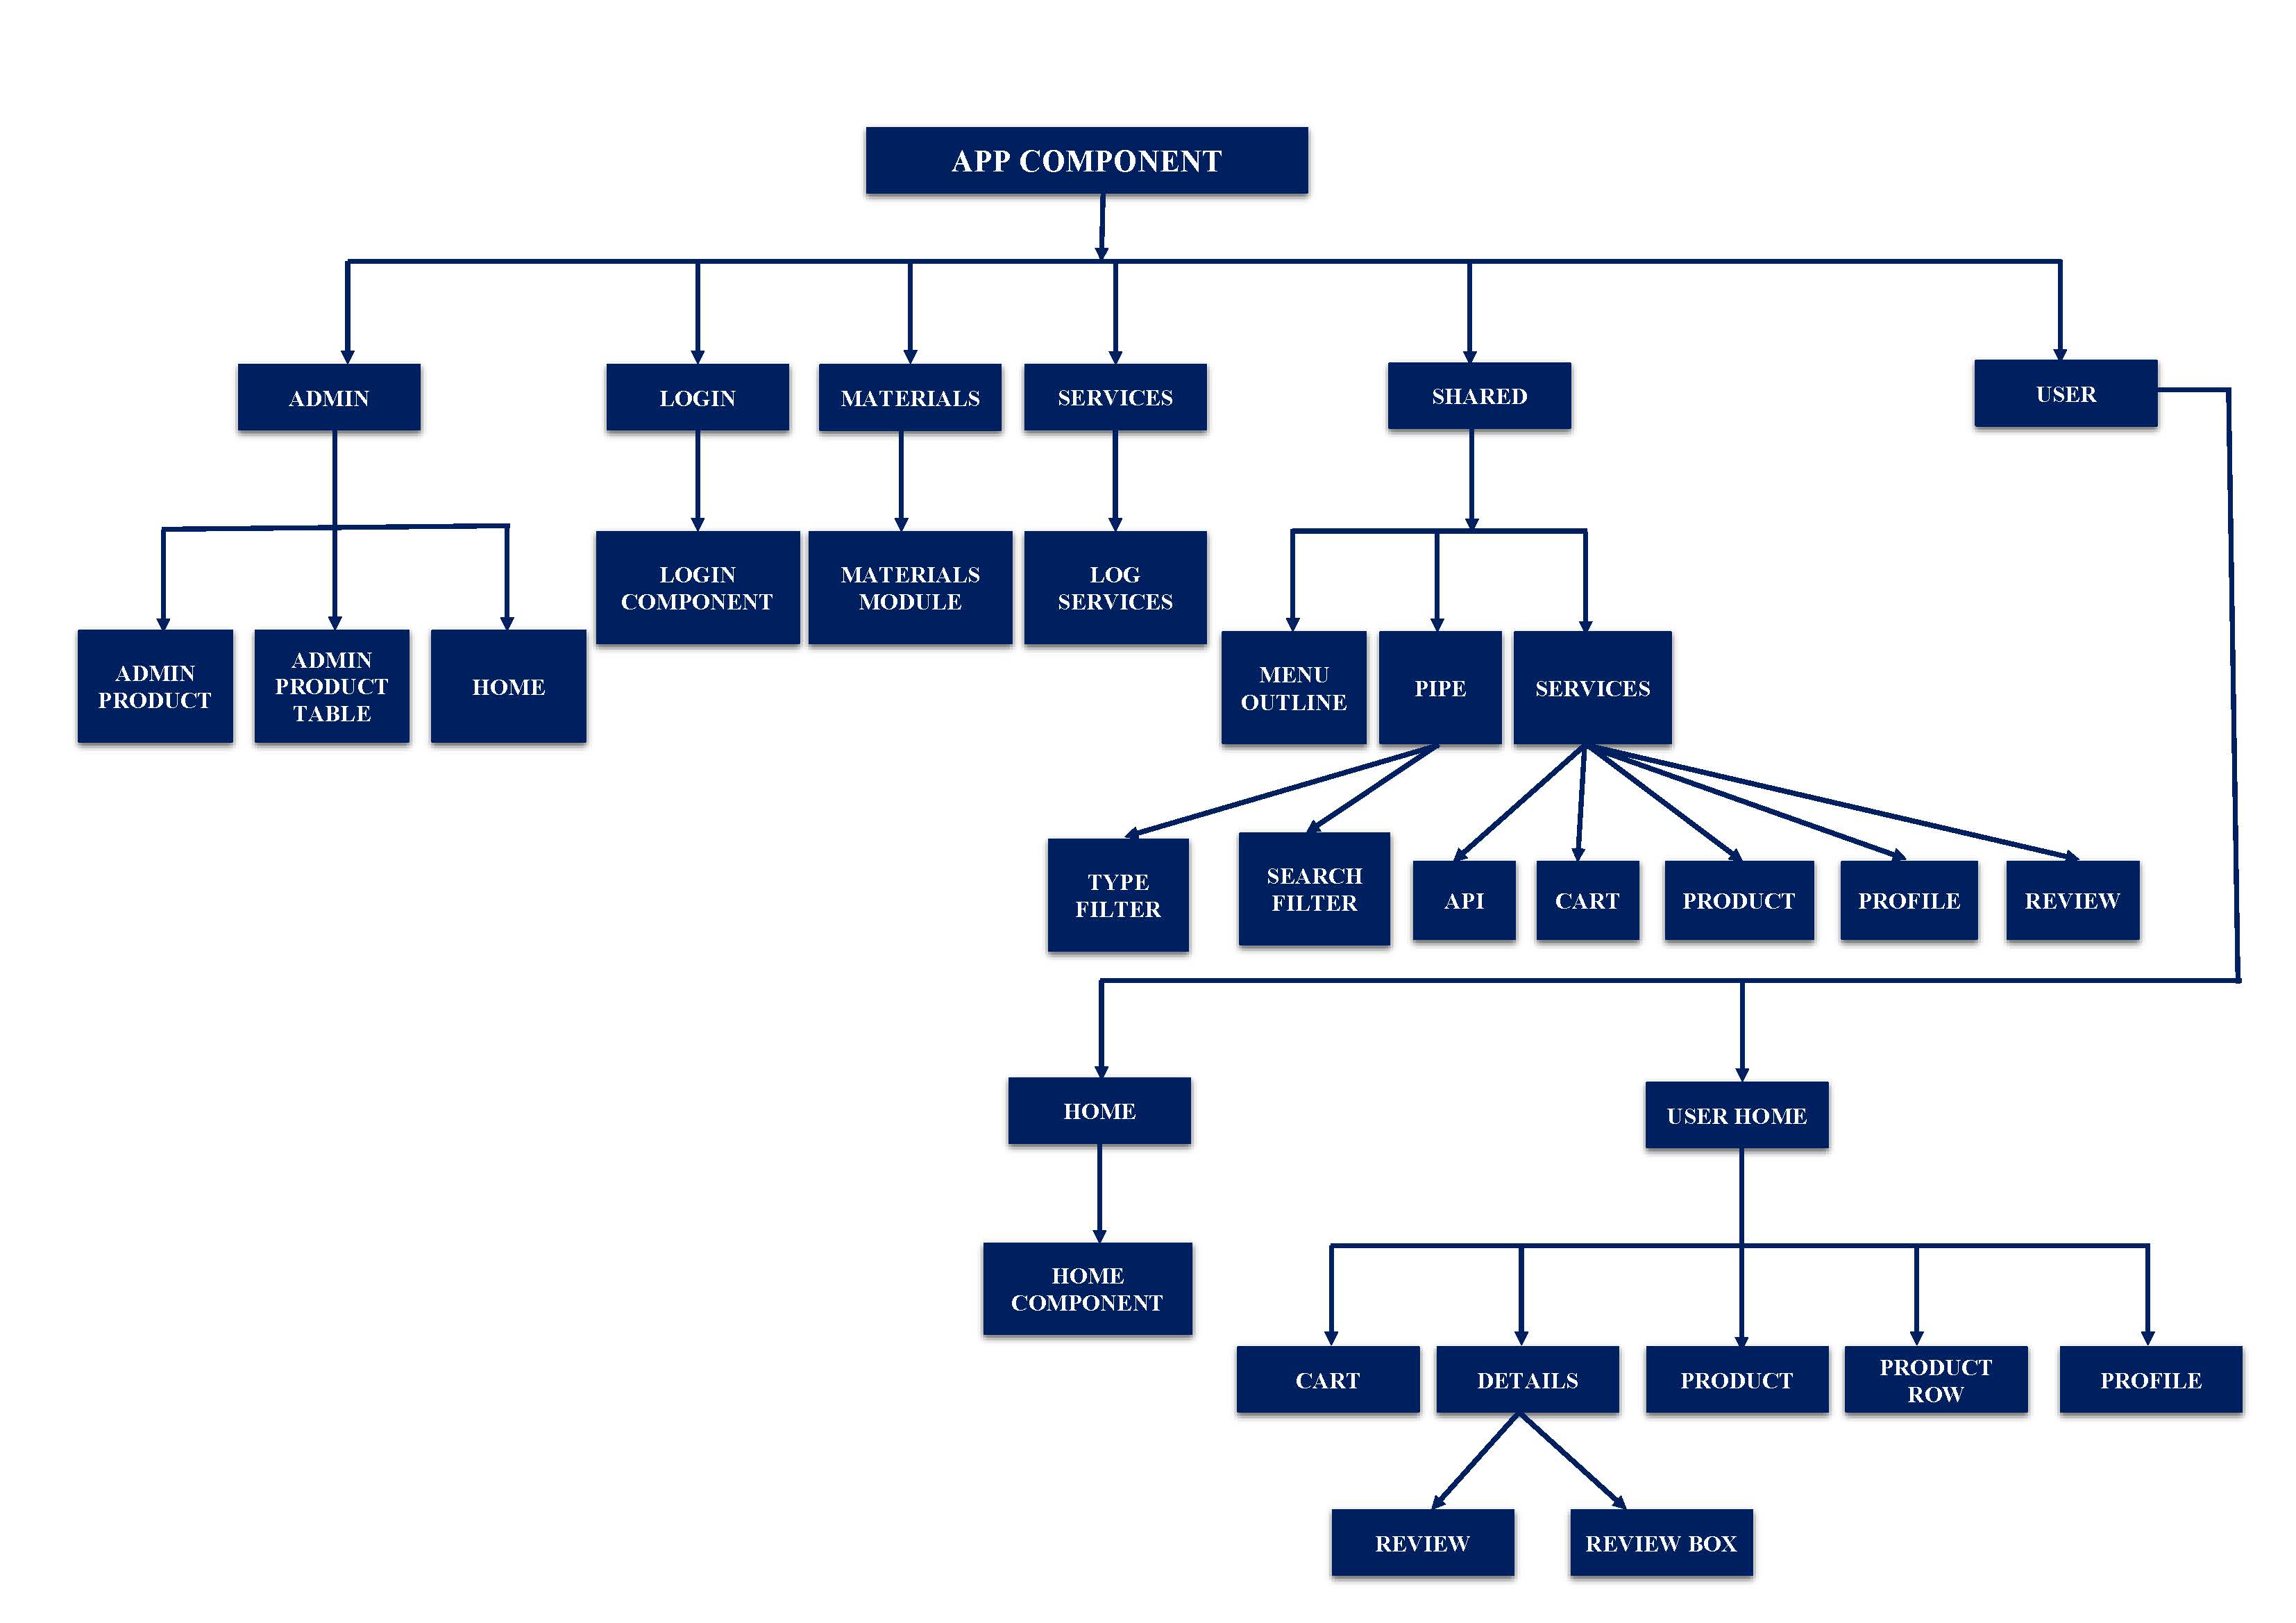 APP COMPONENT
ADMIN
LOGIN
MATERIALS
SERVICES
SHARED
USER
LOGIN
COMPONENT
MATERIALS
MODULE
LOG
SERVICES
ADMIN
PRODUCT
ADMIN
PRODUCT
TABLE
HOME
MENU
OUTLINE
PIPE
SERVICES
TYPE
FILTER
SEARCH
FILTER
API
CART
PRODUCT
PROFILE
REVIEW
HOME
USER HOME
HOME
COMPONENT
CART
DETAILS
PRODUCT
PRODUCT
ROW
PROFILE
REVIEW
REVIEW BOX